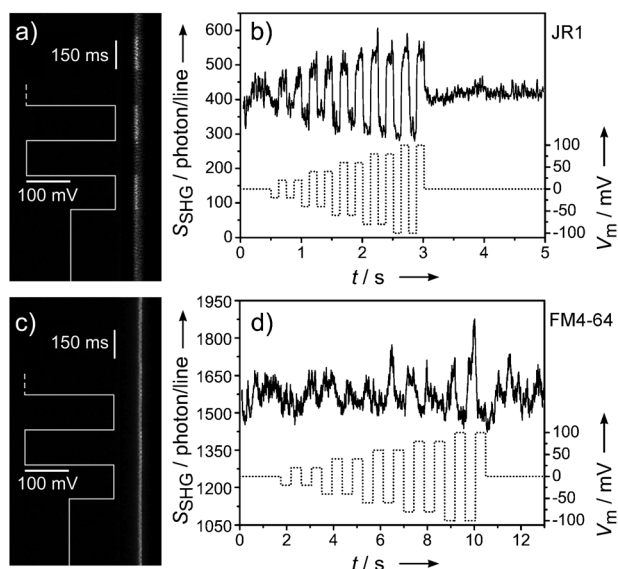 a)
150 ms
100 mV
b)
JR1
S_SHG / photon/line →
600
500
400
300
200
100
0
100
50
0
-50
-100
V_m / mV →
0 1 2 3 4 5
t / s →
c)
150 ms
100 mV
d)
FM4-64
S_SHG / photon/line →
1950
1800
1650
1500
1350
1200
1050
100
50
0
-50
-100
V_m / mV →
0 2 4 6 8 10 12
t / s →